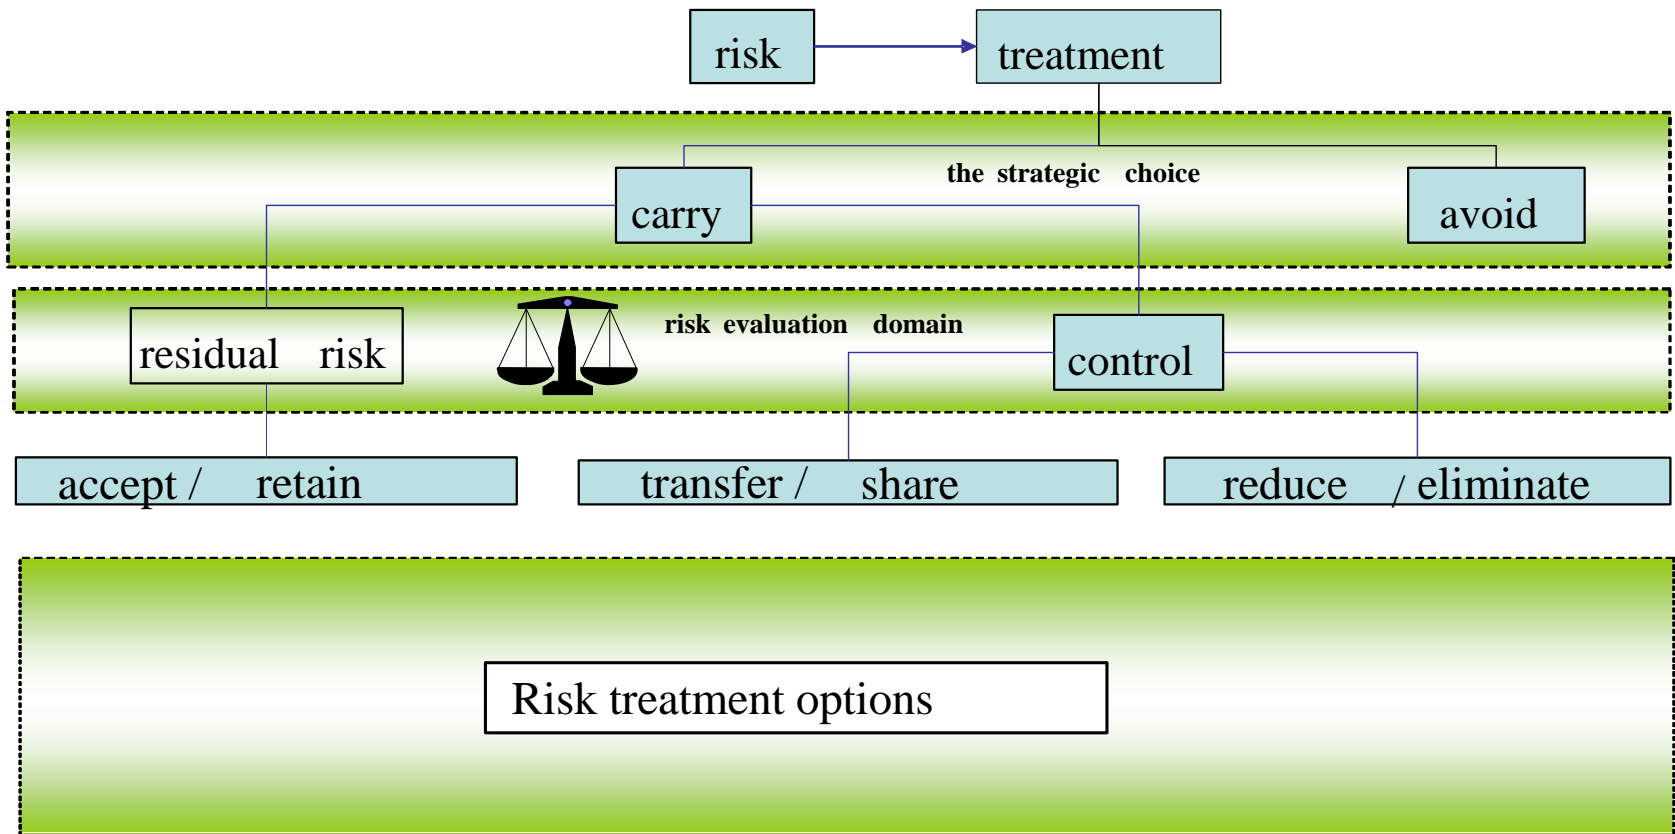 risk
treatment
the strategic choice
carry
avoid
risk evaluation domain
residual risk
control
accept / retain
transfer / share
reduce / eliminate
Risk treatment options